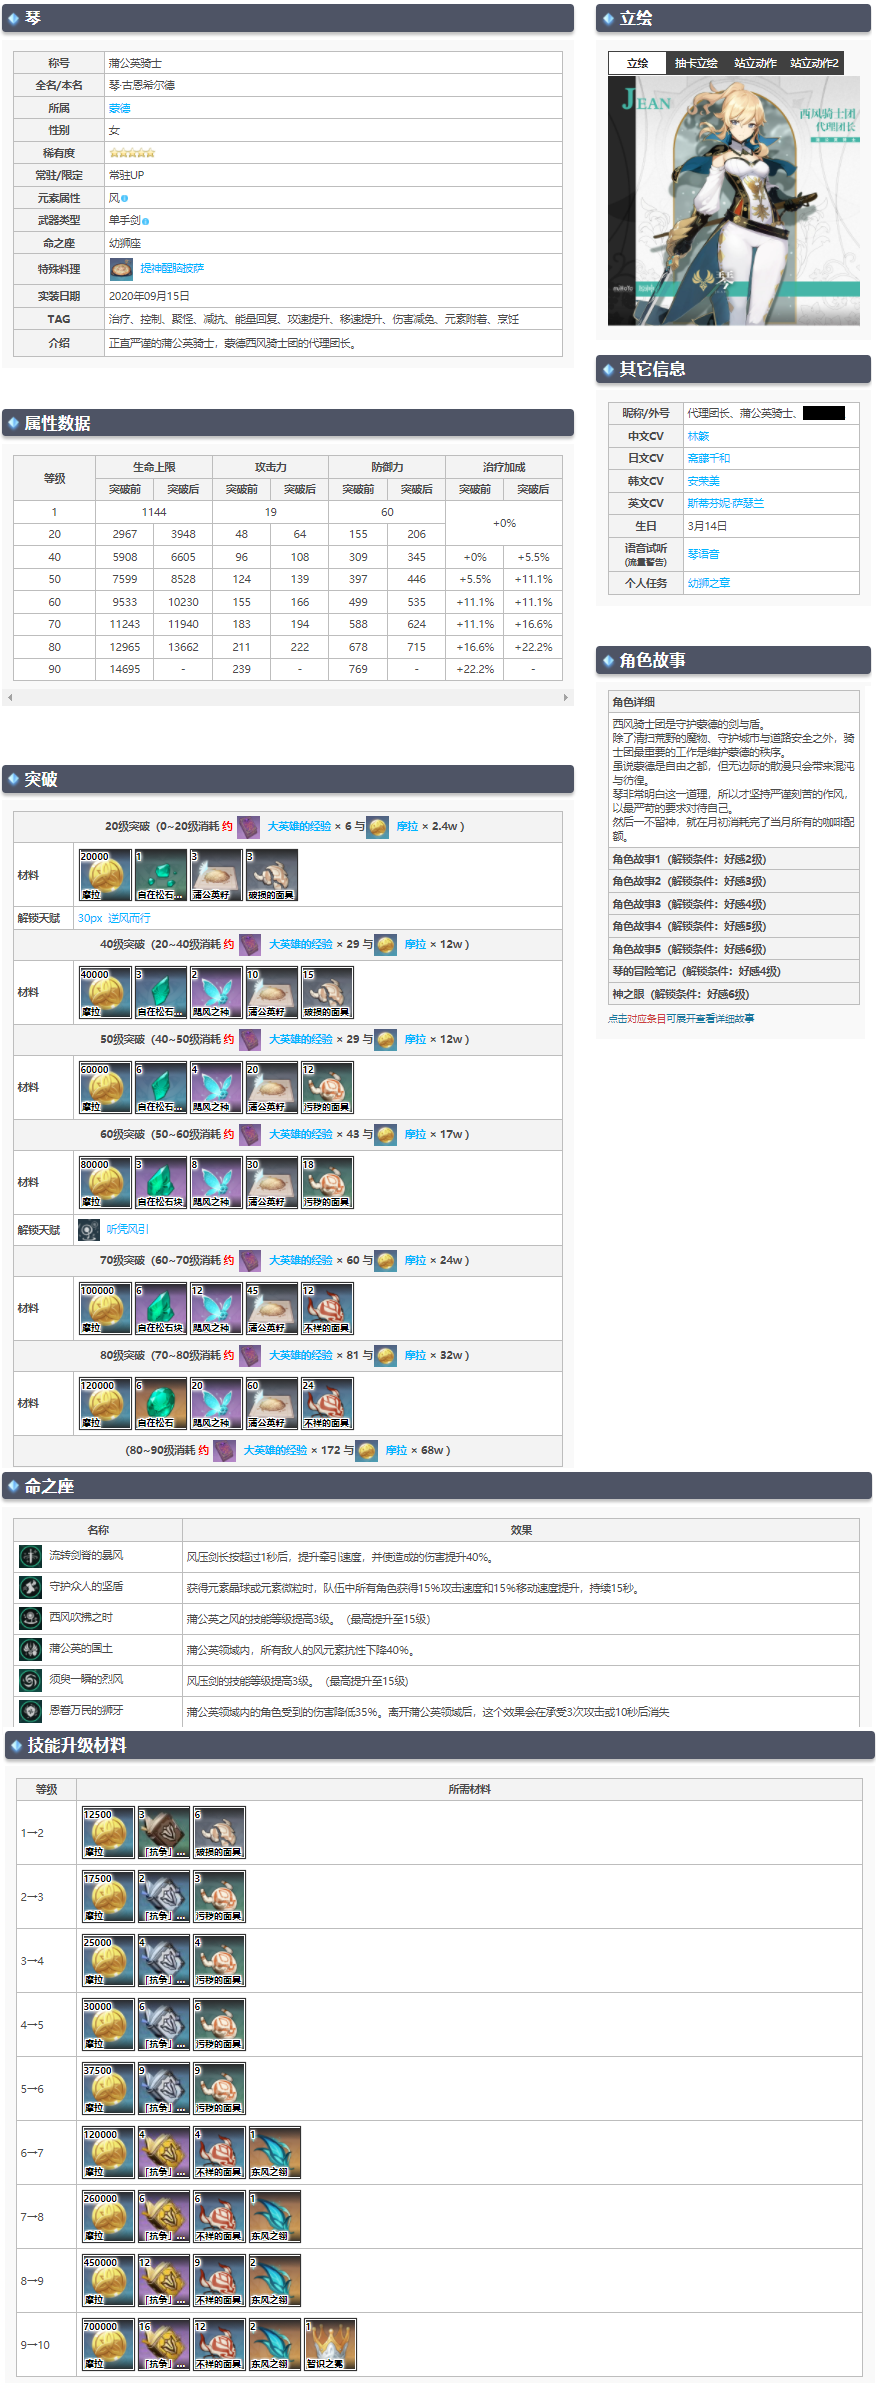 琴
称号 蒲公英骑士
全名/本名 琴·古恩希尔德
所属 蒙德
性别 女
稀有度
常驻/限定 常驻UP
元素属性 风
武器类型 单手剑
命之座 幼狮座
特殊料理 提神醒脑披萨
实装日期 2020年09月15日
TAG 治疗、控制、聚怪、减抗、能量回复、攻速提升、移速提升、伤害减免、元素附着、烹饪
介绍 正直严谨的蒲公英骑士，蒙德西风骑士团的代理团长。
属性数据
等级 生命上限 攻击力 防御力 治疗加成
突破前 突破后 突破前 突破后 突破前 突破后 突破前 突破后
1 1144 19 60 +0%
20 2967 3948 48 64 155 206
40 5908 6605 96 108 309 345 +0% +5.5%
50 7599 8528 124 139 397 446 +5.5% +11.1%
60 9533 10230 155 166 499 535 +11.1% +11.1%
70 11243 11940 183 194 588 624 +11.1% +16.6%
80 12965 13662 211 222 678 715 +16.6% +22.2%
90 14695 - 239 - 769 - +22.2% -
突破
20级突破（0~20级消耗 约 大英雄的经验 × 6 与 摩拉 × 2.4w ）
材料 20000 摩拉 1 自在松石... 3 蒲公英籽 3 破损的面具
解锁天赋 30px 逆风而行
40级突破（20~40级消耗 约 大英雄的经验 × 29 与 摩拉 × 12w ）
材料 40000 摩拉 3 自在松石... 2 飓风之种 10 蒲公英籽 15 破损的面具
50级突破（40~50级消耗 约 大英雄的经验 × 29 与 摩拉 × 12w ）
材料 60000 摩拉 6 自在松石... 4 飓风之种 20 蒲公英籽 12 污秽的面具
60级突破（50~60级消耗 约 大英雄的经验 × 43 与 摩拉 × 17w ）
材料 80000 摩拉 3 自在松石块 8 飓风之种 30 蒲公英籽 18 污秽的面具
解锁天赋 听凭风引
70级突破（60~70级消耗 约 大英雄的经验 × 60 与 摩拉 × 24w ）
材料 100000 摩拉 6 自在松石块 12 飓风之种 45 蒲公英籽 12 不祥的面具
80级突破（70~80级消耗 约 大英雄的经验 × 81 与 摩拉 × 32w ）
材料 120000 摩拉 6 自在松石 20 飓风之种 60 蒲公英籽 24 不祥的面具
（80~90级消耗 约 大英雄的经验 × 172 与 摩拉 × 68w ）
立绘
立绘 抽卡立绘 站立动作 站立动作2
JEAN
西风骑士团
代理团长
琴
其它信息
昵称/外号 代理团长、蒲公英骑士、
中文CV 林簌
日文CV 斋藤千和
韩文CV 安荣美
英文CV 斯蒂芬妮·萨瑟兰
生日 3月14日
语音试听 琴语音
(流量警告)
个人任务 幼狮之章
角色故事
角色详细
西风骑士团是守护蒙德的剑与盾。
除了清扫荒野的魔物、守护城市与道路安全之外，骑
士团最重要的工作是维护蒙德的秩序。
虽说蒙德是自由之都，但无边际的散漫只会带来混沌
与彷徨。
琴非常明白这一道理，所以才坚持严谨刻苦的作风，
以最严苛的要求对待自己。
然后一不留神，就在月初消耗完了当月所有的咖啡配
额。
角色故事1（解锁条件：好感2级）
角色故事2（解锁条件：好感3级）
角色故事3（解锁条件：好感4级）
角色故事4（解锁条件：好感5级）
角色故事5（解锁条件：好感6级）
琴的冒险笔记（解锁条件：好感4级）
神之眼（解锁条件：好感6级）
点击对应条目可展开查看详细故事
命之座
名称 效果
流转剑脊的暴风 风压剑长按超过1秒后，提升牵引速度，并使造成的伤害提升40%。
守护众人的坚盾 获得元素晶球或元素微粒时，队伍中所有角色获得15%攻击速度和15%移动速度提升，持续15秒。
西风吹拂之时 蒲公英之风的技能等级提高3级。（最高提升至15级）
蒲公英的国土 蒲公英领域内，所有敌人的风元素抗性下降40%。
须臾一瞬的烈风 风压剑的技能等级提高3级。（最高提升至15级）
恩眷万民的狮牙 蒲公英领域内的角色受到的伤害降低35%。离开蒲公英领域后，这个效果会在承受3次攻击或10秒后消失
技能升级材料
等级 所需材料
1→2 12500 摩拉 3 「抗争」... 6 破损的面具
2→3 17500 摩拉 2 「抗争」... 3 污秽的面具
3→4 25000 摩拉 4 「抗争」... 4 污秽的面具
4→5 30000 摩拉 6 「抗争」... 6 污秽的面具
5→6 37500 摩拉 9 「抗争」... 9 污秽的面具
6→7 120000 摩拉 4 「抗争」... 4 不祥的面具 1 东风之翎
7→8 260000 摩拉 6 「抗争」... 6 不祥的面具 1 东风之翎
8→9 450000 摩拉 12 「抗争」... 9 不祥的面具 2 东风之翎
9→10 700000 摩拉 16 「抗争」... 12 不祥的面具 2 东风之翎 1 智识之冕